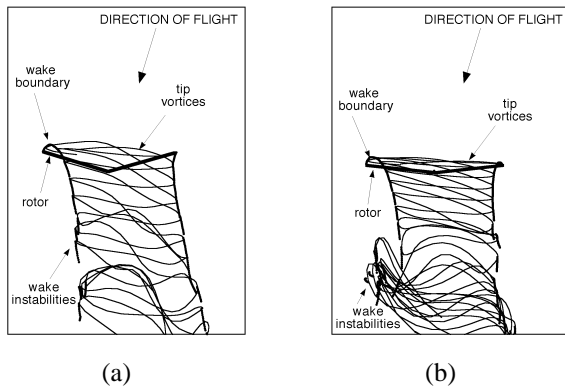 DIRECTION OF FLIGHT
wake
boundary
tip
vortices
rotor
wake
instabilities
(a)
DIRECTION OF FLIGHT
wake
boundary
tip
vortices
rotor
wake
instabilities
(b)